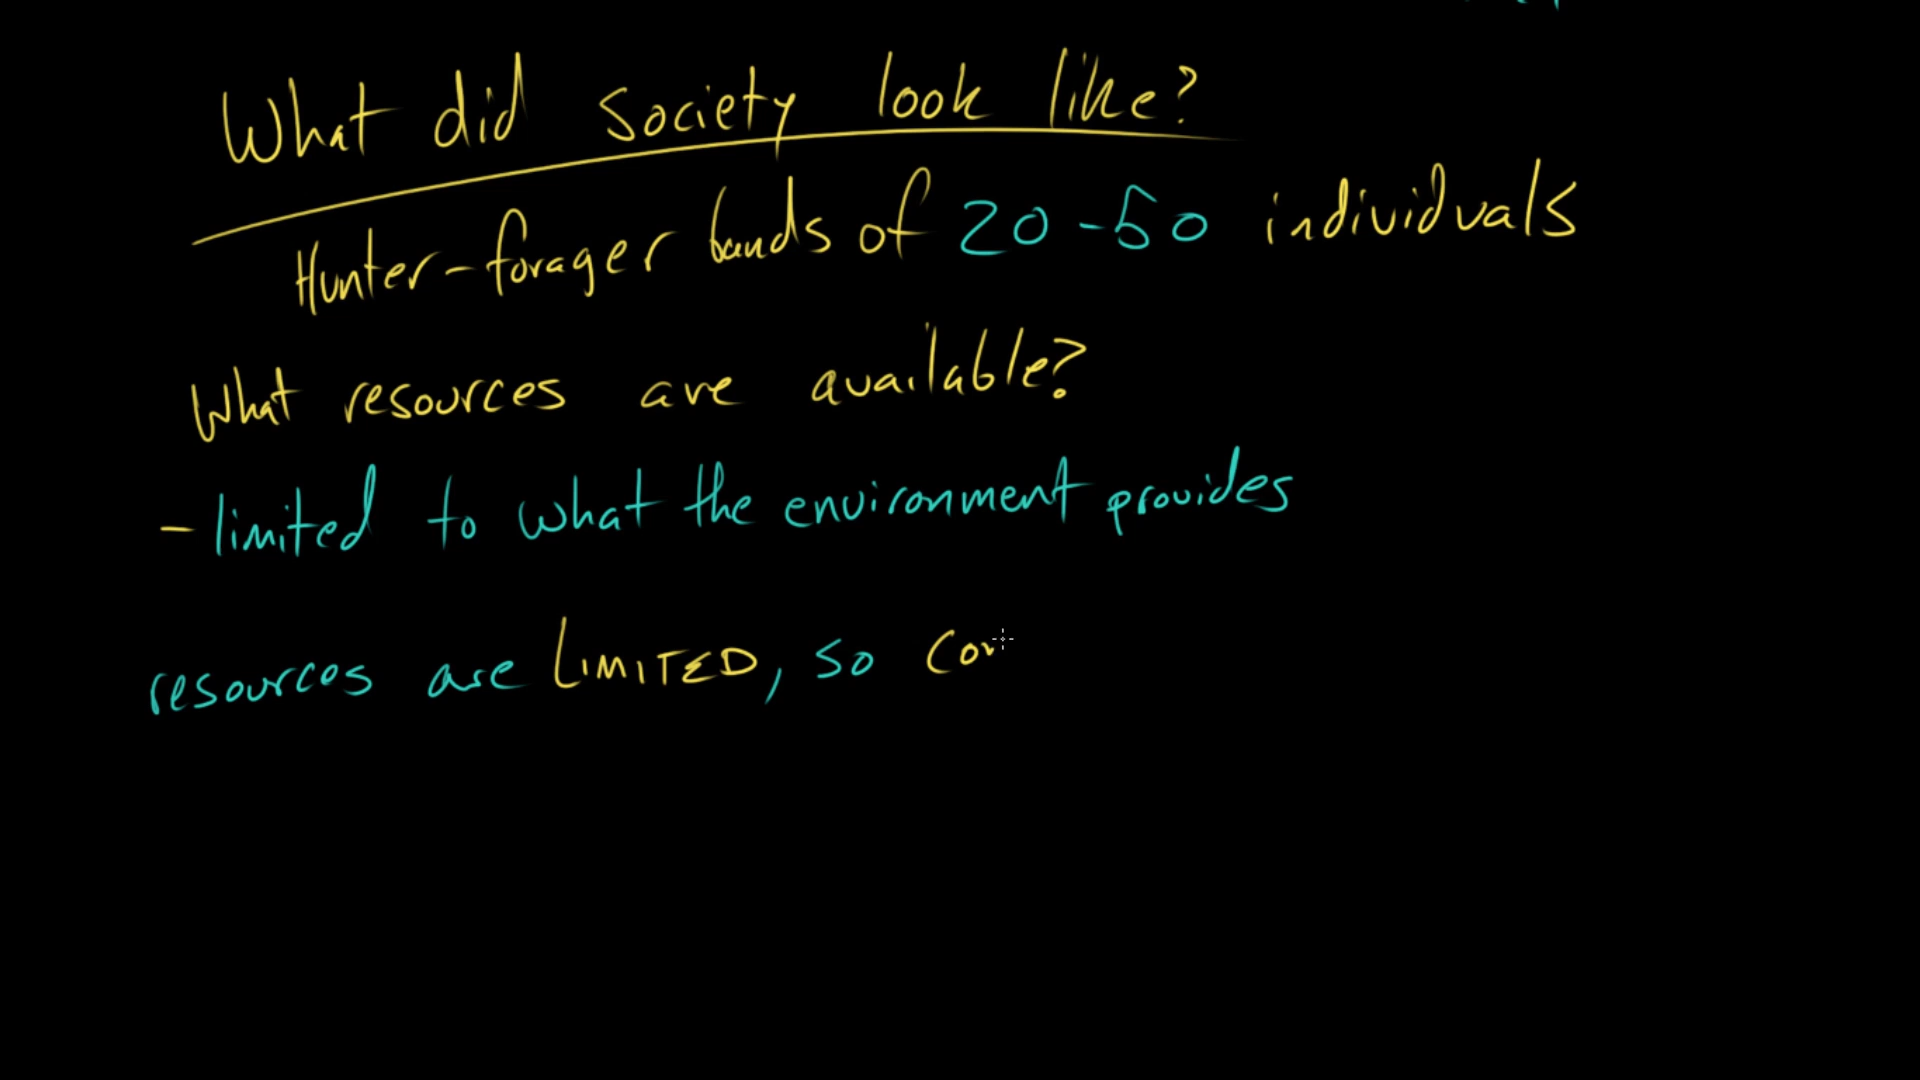 What did society look like?
Hunter-forager bands of 20-50 individuals
What resources are available?
- limited to what the environment provides
resources are LIMITED, so